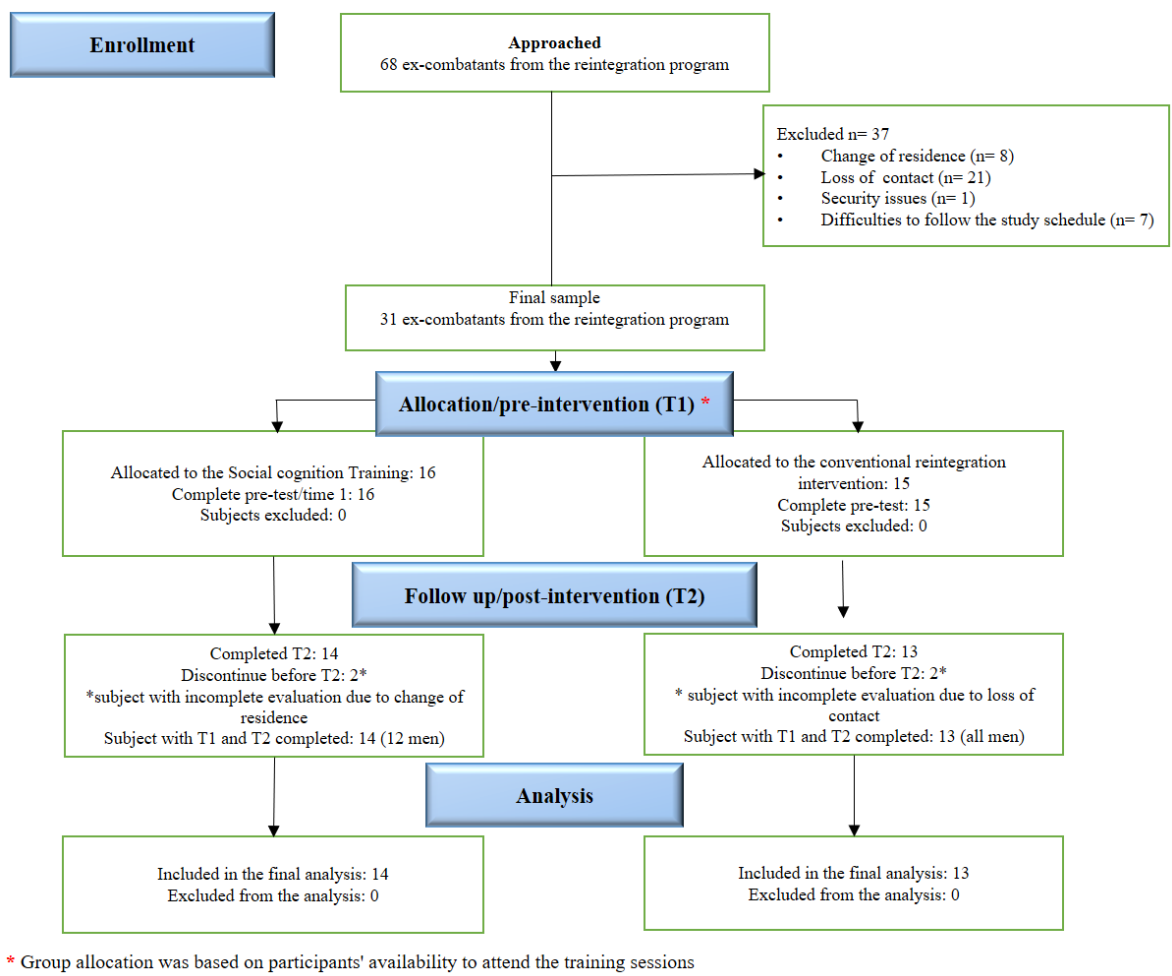 Enrollment
Approached
68 ex-combatants from the reintegration program
Excluded n= 37
• Change of residence (n= 8)
• Loss of contact (n= 21)
• Security issues (n= 1)
• Difficulties to follow the study schedule (n= 7)
Final sample
31 ex-combatants from the reintegration program
Allocation/pre-intervention (T1) *
Allocated to the Social cognition Training: 16
Complete pre-test/time 1: 16
Subjects excluded: 0
Allocated to the conventional reintegration
intervention: 15
Complete pre-test: 15
Subjects excluded: 0
Follow up/post-intervention (T2)
Completed T2: 14
Discontinue before T2: 2*
*subject with incomplete evaluation due to change of
residence
Subject with T1 and T2 completed: 14 (12 men)
Completed T2: 13
Discontinue before T2: 2*
* subject with incomplete evaluation due to loss of
contact
Subject with T1 and T2 completed: 13 (all men)
Analysis
Included in the final analysis: 14
Excluded from the analysis: 0
Included in the final analysis: 13
Excluded from the analysis: 0
* Group allocation was based on participants' availability to attend the training sessions